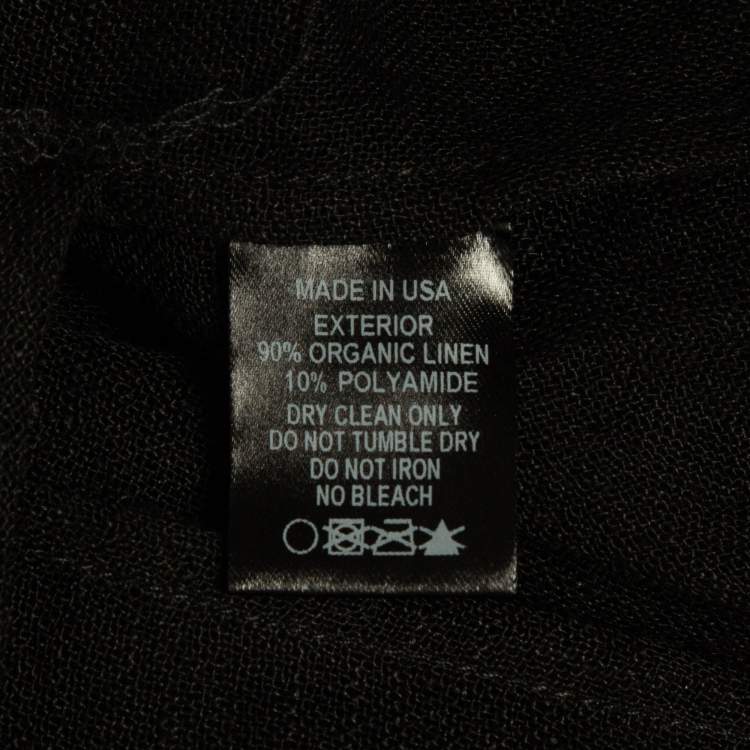 MADE IN USA
EXTERIOR
90% ORGANIC LINEN
10% POLYAMIDE
DRY CLEAN ONLY
DO NOT TUMBLE DRY
DO NOT IRON
NO BLEACH